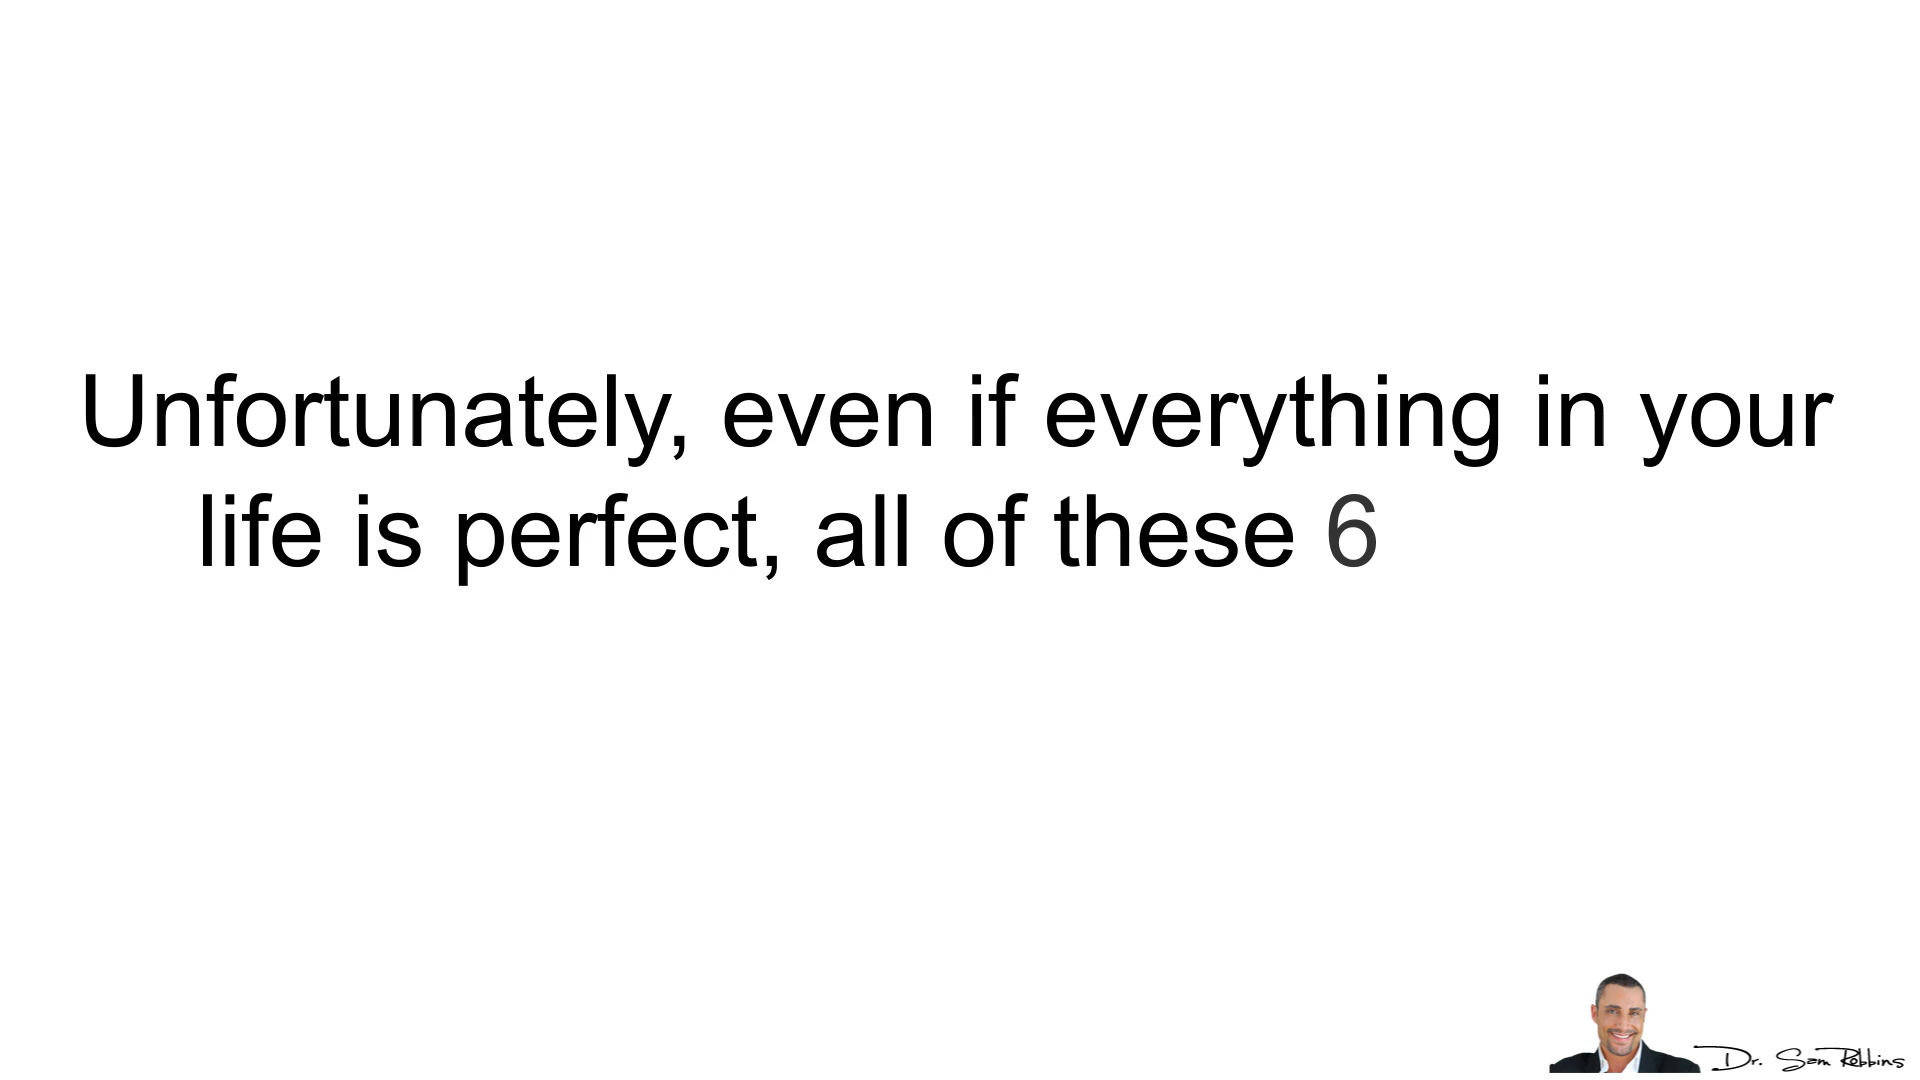 Unfortunately, even if everything in your
life is perfect, all of these 6
Dr. Sam Robbins